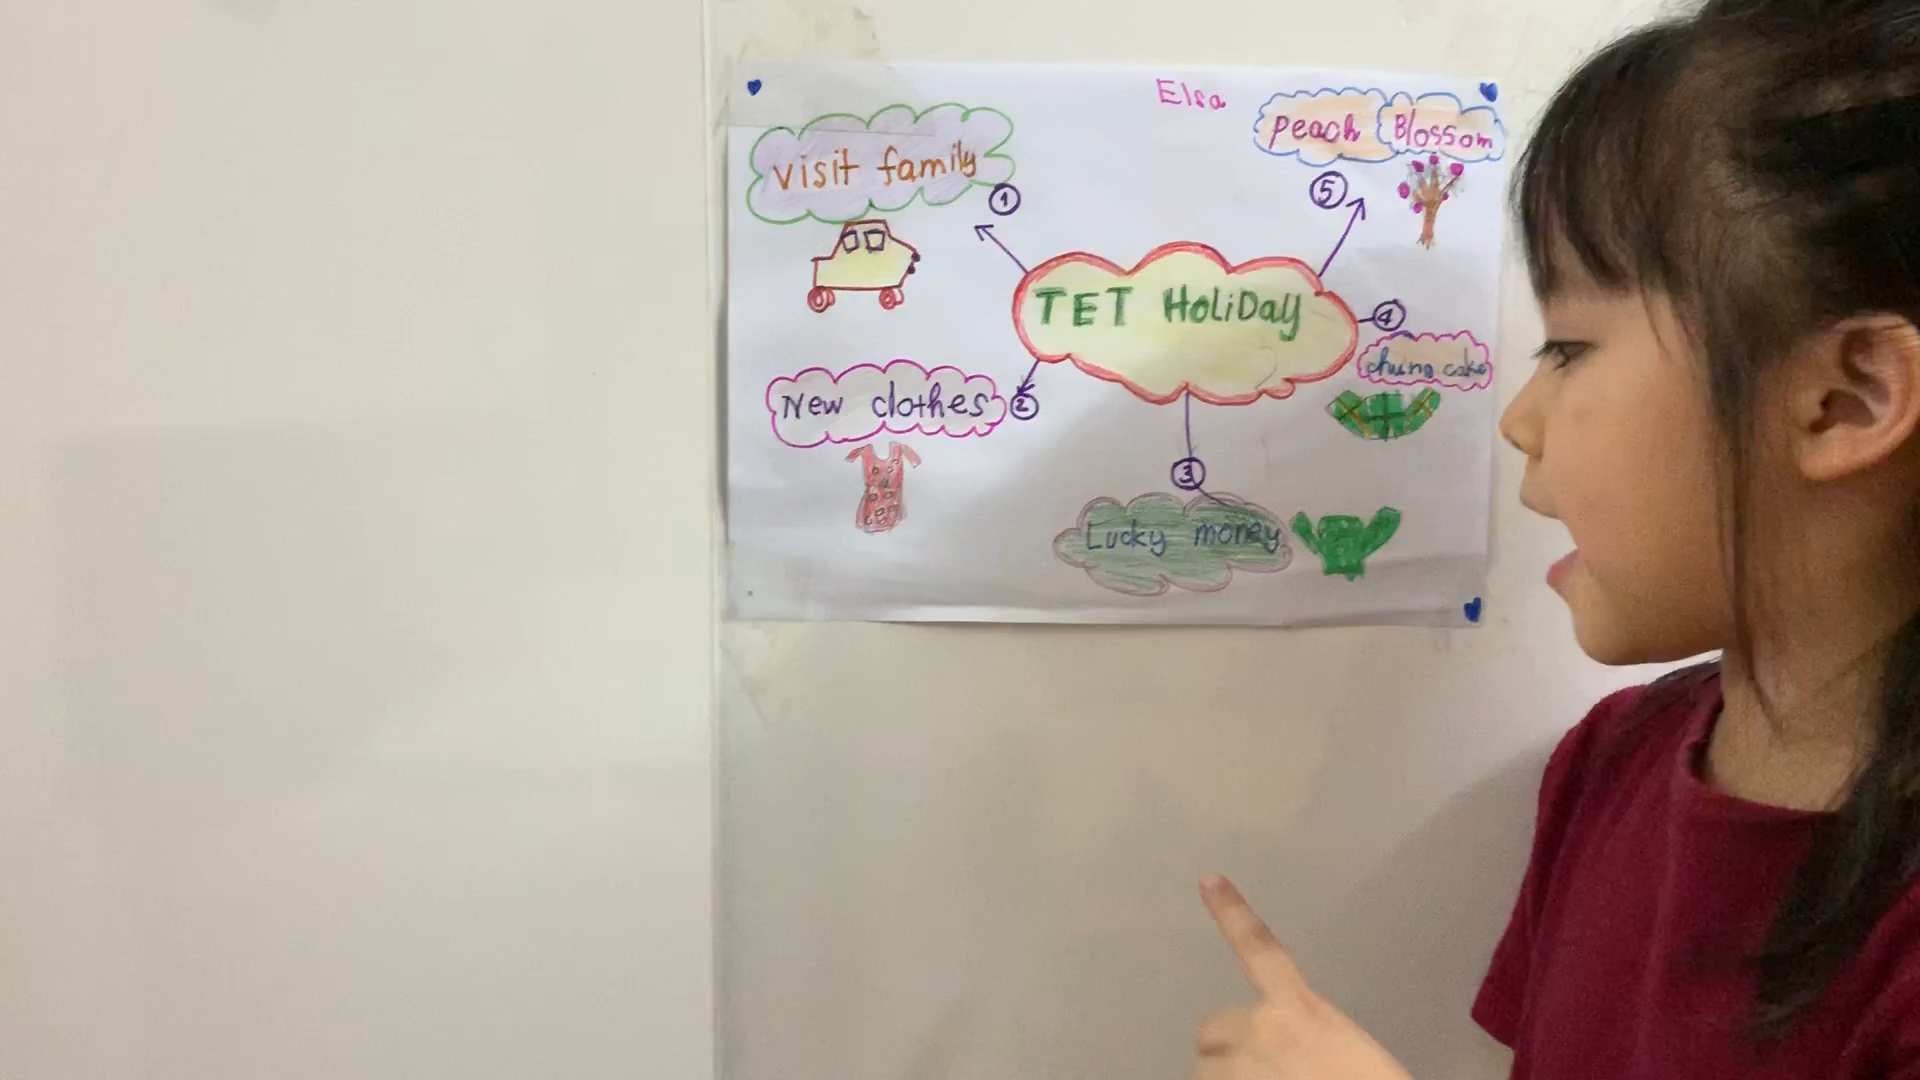 Elsa
visit family
1
peach Blossom
5
TET HoliDay
4
chung cake
New clothes
2
3
Lucky money